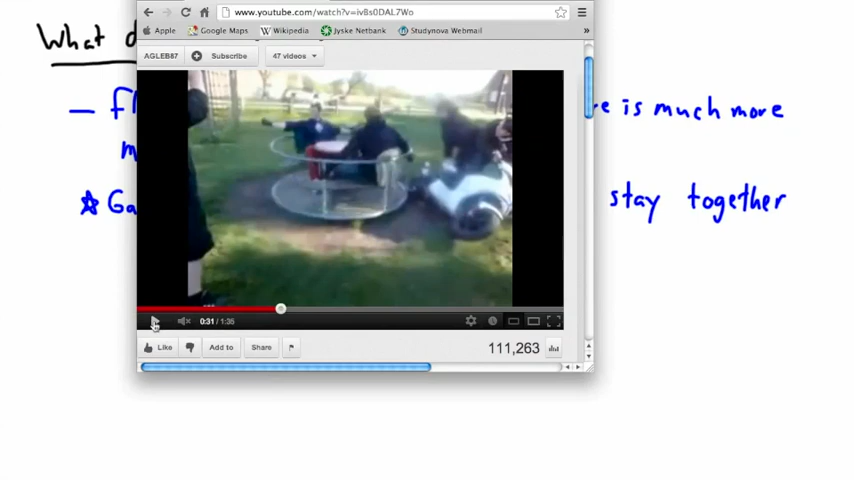 www.youtube.com/watch?v=iv8s0DAL7Wo
Apple Google Maps Wikipedia Jyske Netbank Studynova Webmail »
What d
AGLEB87 Subscribe 47 videos
— Fl e is much more
m
☆ Ga stay together
0:31 / 1:35
Like Add to Share
111,263